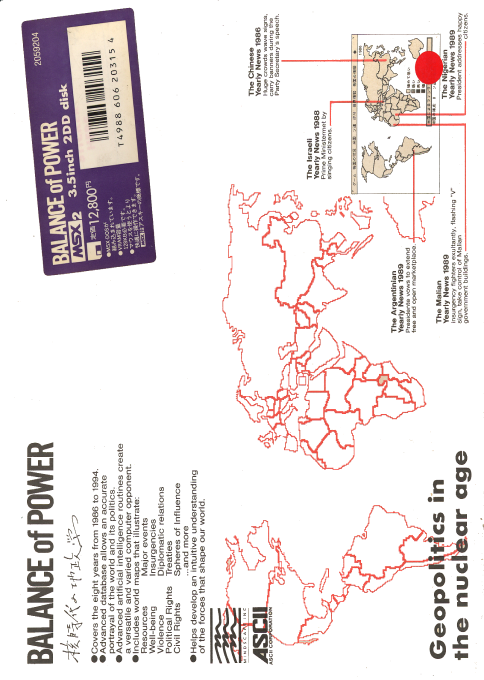 BALANCE of POWER
核時代の地政学
●Covers the eight years from 1986 to 1994.
●Advanced database allows an accurate
portrayal of the world and its politics.
●Advanced artificial intelligence routines create
a versatile and varied computer opponent.
●Includes world maps that illustrate:
Resources Major events
Well-being Insurgencies
Violence Diplomatic relations
Political Rights Treaties
Civil Rights Spheres of Influence
...and more
●Helps develop an intuitive understanding
of the forces that shape our world.
MINDSCAPE INC.
ASCII
ASCII CORPORATION
Geopolitics in
the nuclear age
BALANCE of POWER
MSX2 3.5inch 2DD disk
定価12,800円
2059204
T4988 606 20315 4
The Chinese
Yearly News 1986
Huge crowds wave signs,
carry banners during the
Party Secretary's speech.
The Israeli
Yearly News 1988
Prime Ministernet by
singing citizens.
The Argentinian
Yearly News 1989
Presidente vows to extend
free and open marketplace.
The Malian
Yearly News 1989
Insurgency fighters exultantly, flashing "V"
sign, take control of Malian
government buildings.
The Nigerian
Yearly News 1989
President addresses happy
citizens.